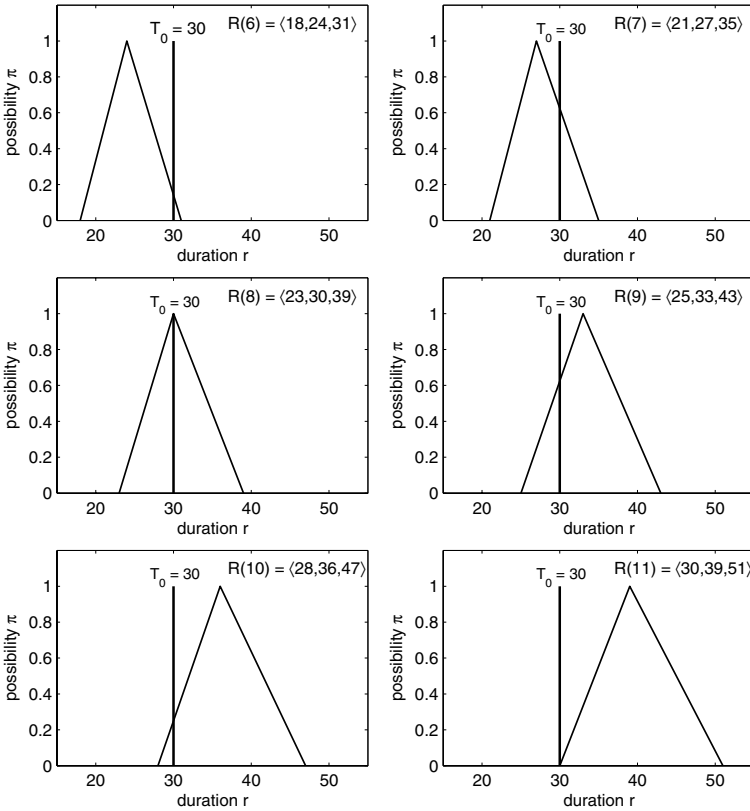 T₀ = 30 R(6) = ⟨18,24,31⟩
possibility π
1
0.8
0.6
0.4
0.2
0
20 30 40 50
duration r
T₀ = 30 R(7) = ⟨21,27,35⟩
possibility π
1
0.8
0.6
0.4
0.2
0
20 30 40 50
duration r
T₀ = 30 R(8) = ⟨23,30,39⟩
possibility π
1
0.8
0.6
0.4
0.2
0
20 30 40 50
duration r
T₀ = 30 R(9) = ⟨25,33,43⟩
possibility π
1
0.8
0.6
0.4
0.2
0
20 30 40 50
duration r
T₀ = 30 R(10) = ⟨28,36,47⟩
possibility π
1
0.8
0.6
0.4
0.2
0
20 30 40 50
duration r
T₀ = 30 R(11) = ⟨30,39,51⟩
possibility π
1
0.8
0.6
0.4
0.2
0
20 30 40 50
duration r